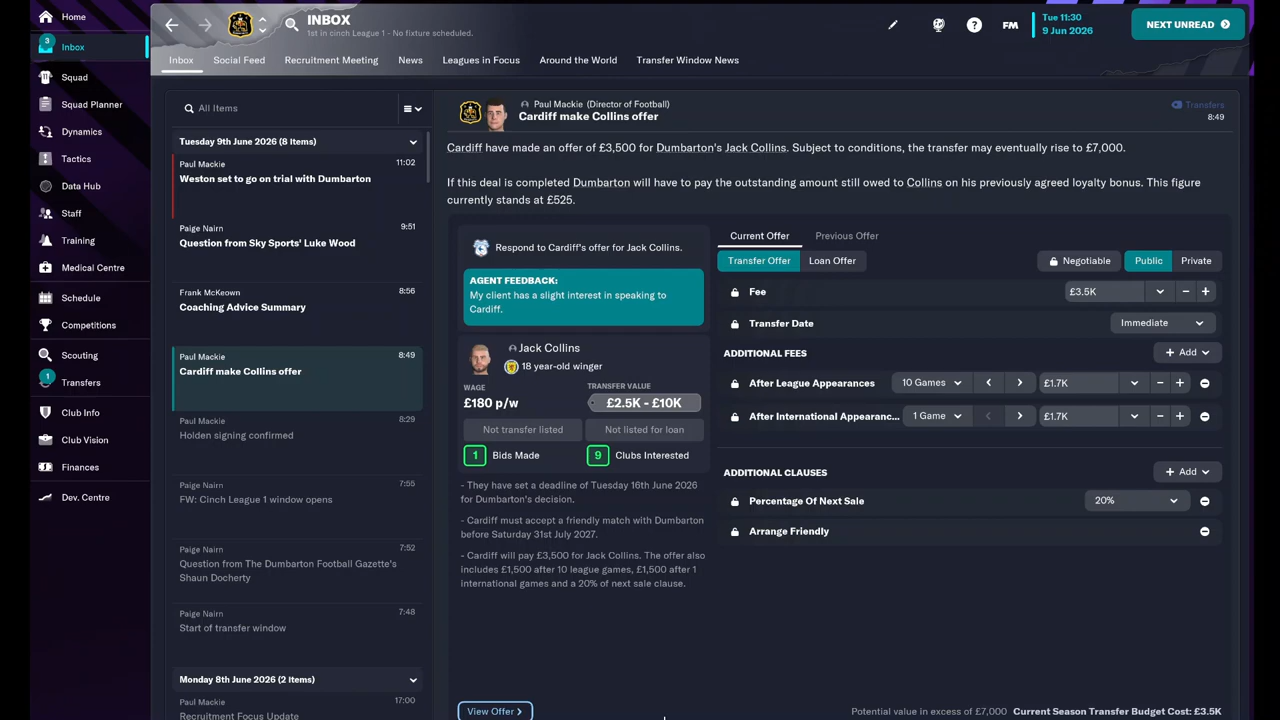 Home
3
Inbox
Squad
Squad Planner
Dynamics
Tactics
Data Hub
Staff
Training
Medical Centre
Schedule
Competitions
Scouting
1
Transfers
Club Info
Club Vision
Finances
Dev. Centre
INBOX
1st in cinch League 1 - No fixture scheduled.
FM
Tue 11:30
9 Jun 2026
NEXT UNREAD
Inbox
Social Feed
Recruitment Meeting
News
Leagues in Focus
Around the World
Transfer Window News
All Items
Tuesday 9th June 2026 (8 Items)
Paul Mackie 11:02
Weston set to go on trial with Dumbarton
Paige Nairn 9:51
Question from Sky Sports' Luke Wood
Frank McKeown 8:56
Coaching Advice Summary
Paul Mackie 8:49
Cardiff make Collins offer
Paul Mackie 8:29
Holden signing confirmed
Paige Nairn 7:55
FW: Cinch League 1 window opens
Paige Nairn 7:52
Question from The Dumbarton Football Gazette's
Shaun Docherty
Paige Nairn 7:48
Start of transfer window
Monday 8th June 2026 (2 Items)
Paul Mackie 17:00
Recruitment Focus Update
Paul Mackie (Director of Football)
Cardiff make Collins offer
Transfers
8:49
Cardiff have made an offer of £3,500 for Dumbarton's Jack Collins. Subject to conditions, the transfer may eventually rise to £7,000.
If this deal is completed Dumbarton will have to pay the outstanding amount still owed to Collins on his previously agreed loyalty bonus. This figure
currently stands at £525.
Respond to Cardiff's offer for Jack Collins.
AGENT FEEDBACK:
My client has a slight interest in speaking to
Cardiff.
Jack Collins
18 year-old winger
WAGE
£180 p/w
TRANSFER VALUE
£2.5K - £10K
Not transfer listed
Not listed for loan
1 Bids Made
9 Clubs Interested
- They have set a deadline of Tuesday 16th June 2026
for Dumbarton's decision.
- Cardiff must accept a friendly match with Dumbarton
before Saturday 31st July 2027.
- Cardiff will pay £3,500 for Jack Collins. The offer also
includes £1,500 after 10 league games, £1,500 after 1
international games and a 20% of next sale clause.
View Offer
Current Offer
Previous Offer
Transfer Offer
Loan Offer
Negotiable
Public
Private
Fee £3.5K - +
Transfer Date Immediate
ADDITIONAL FEES + Add
After League Appearances 10 Games £1.7K - +
After International Appearanc... 1 Game £1.7K - +
ADDITIONAL CLAUSES + Add
Percentage Of Next Sale 20%
Arrange Friendly
Potential value in excess of £7,000 Current Season Transfer Budget Cost: £3.5K